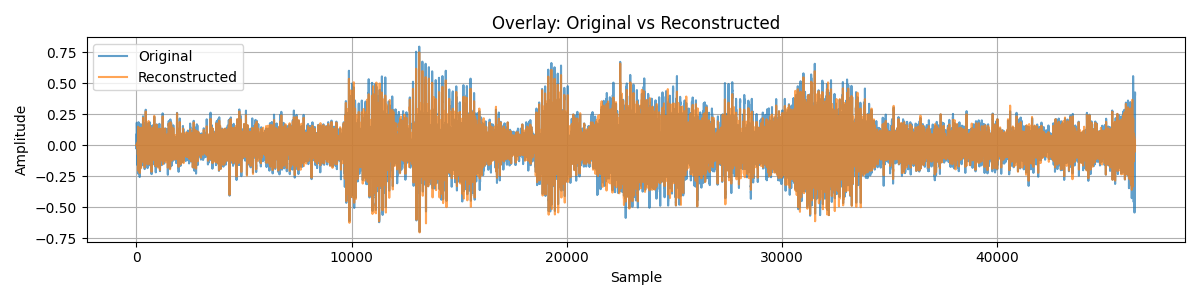 Overlay: Original vs Reconstructed
Original
Reconstructed
0.75
0.50
0.25
0.00
−0.25
−0.50
−0.75
Amplitude
0 10000 20000 30000 40000
Sample